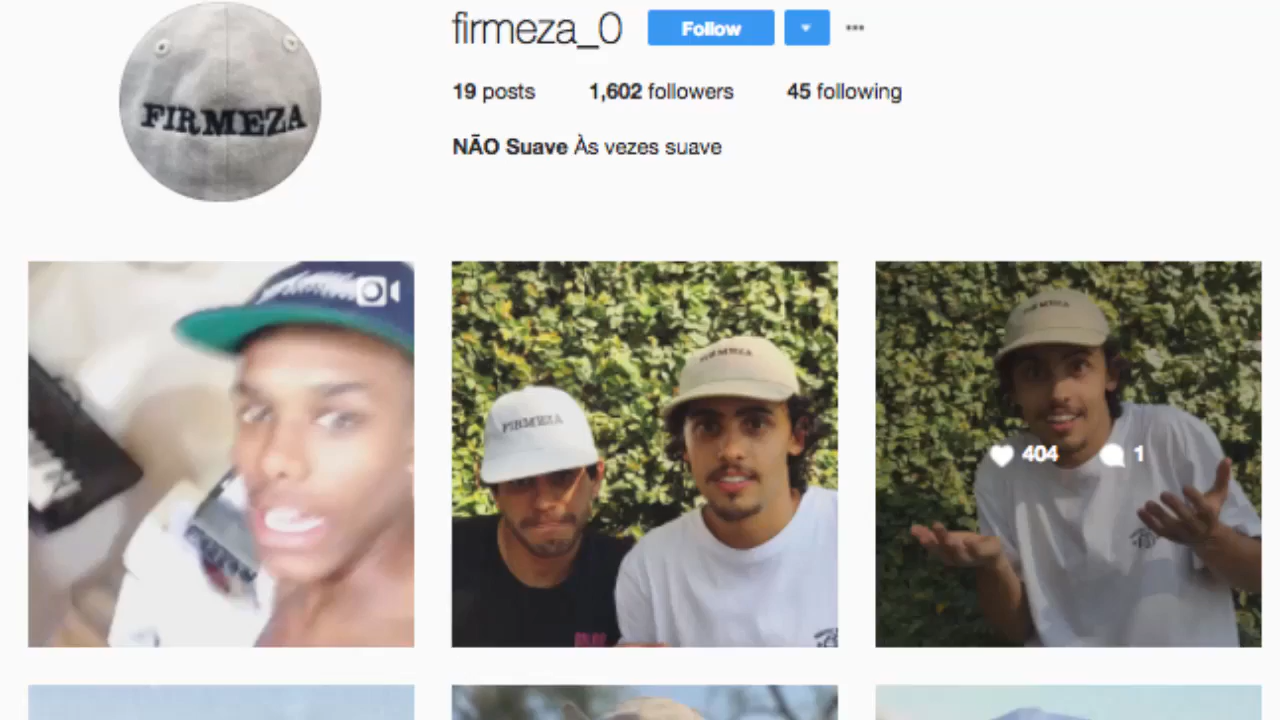 FIRMEZA
firmeza_0 Follow
19 posts 1,602 followers 45 following
NÃO Suave Às vezes suave
FIRMEZA
FIRMEZA
FIRMEZA
404 1